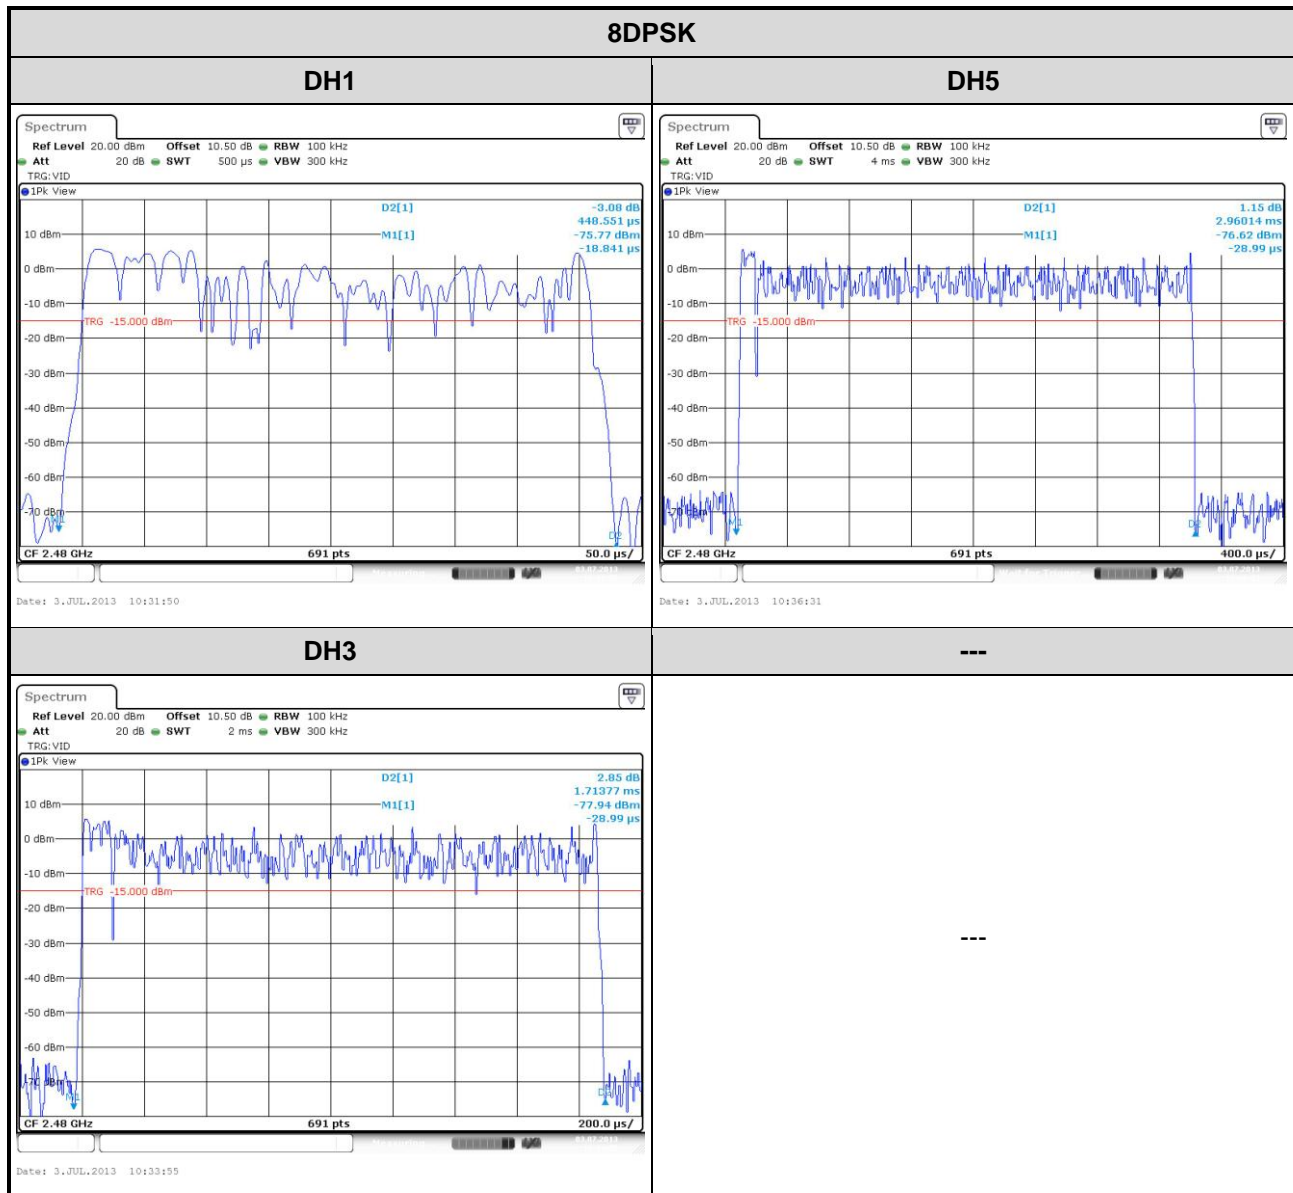 8DPSK
DH1
DH5
Spectrum
Ref Level 20.00 dBm Offset 10.50 dB RBW 100 kHz
Att 20 dB SWT 500 µs VBW 300 kHz
TRG:VID
1Pk View
D2[1] -3.08 dB
448.551 µs
M1[1] -75.77 dBm
-18.841 µs
10 dBm
0 dBm
-10 dBm
TRG -15.000 dBm
-20 dBm
-30 dBm
-40 dBm
-50 dBm
-60 dBm
-70 dBm
M1
D2
CF 2.48 GHz 691 pts 50.0 µs/
Date: 3.JUL.2013 10:31:50
Spectrum
Ref Level 20.00 dBm Offset 10.50 dB RBW 100 kHz
Att 20 dB SWT 4 ms VBW 300 kHz
TRG:VID
1Pk View
D2[1] 1.15 dB
2.96014 ms
M1[1] -76.62 dBm
-28.99 µs
10 dBm
0 dBm
-10 dBm
TRG -15.000 dBm
-20 dBm
-30 dBm
-40 dBm
-50 dBm
-60 dBm
-70 dBm
M1
D2
CF 2.48 GHz 691 pts 400.0 µs/
Date: 3.JUL.2013 10:36:31
DH3
---
Spectrum
Ref Level 20.00 dBm Offset 10.50 dB RBW 100 kHz
Att 20 dB SWT 2 ms VBW 300 kHz
TRG:VID
1Pk View
D2[1] 2.85 dB
1.71377 ms
M1[1] -77.94 dBm
-28.99 µs
10 dBm
0 dBm
-10 dBm
TRG -15.000 dBm
-20 dBm
-30 dBm
-40 dBm
-50 dBm
-60 dBm
-70 dBm
M1
D2
CF 2.48 GHz 691 pts 200.0 µs/
Date: 3.JUL.2013 10:33:55
---